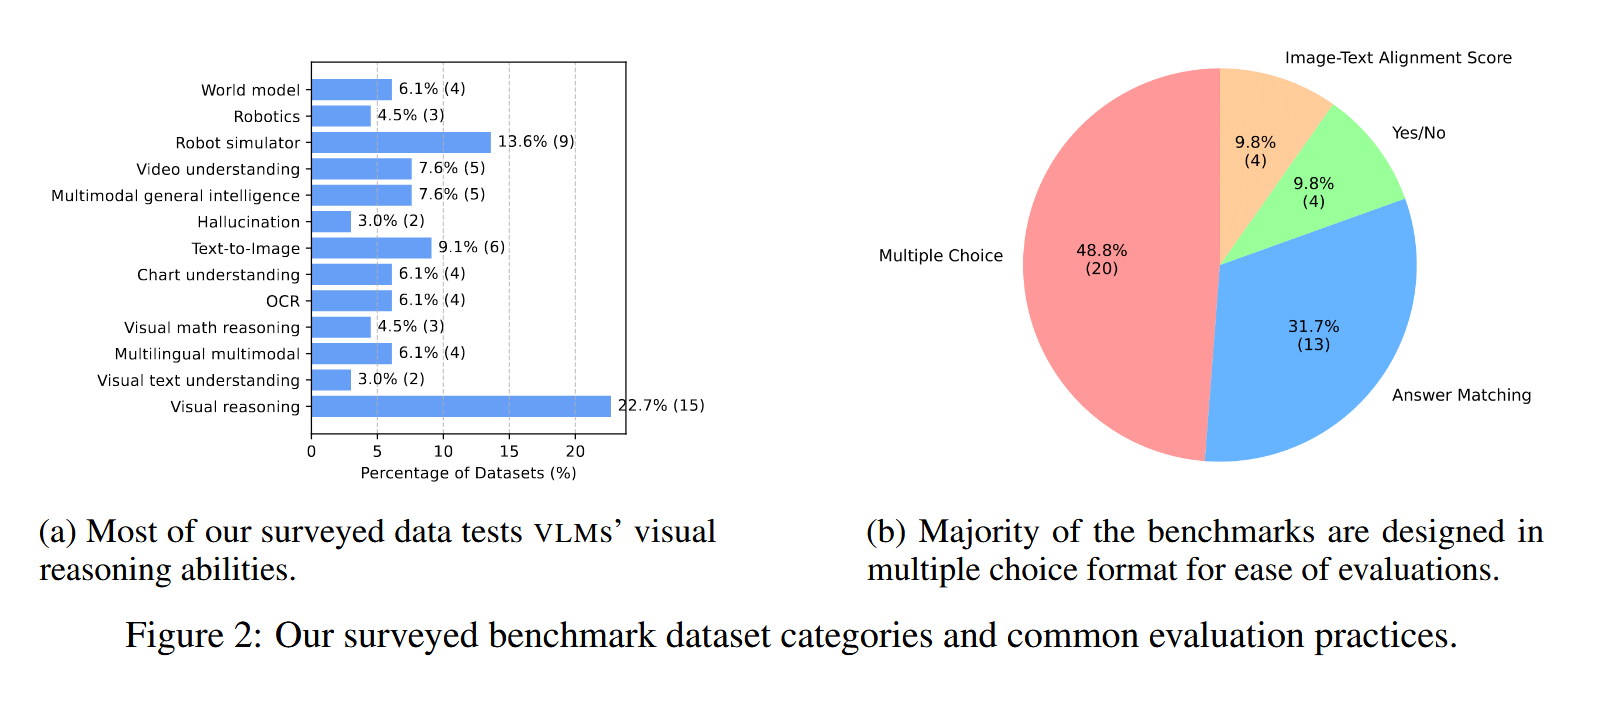 World model 6.1% (4)
Robotics 4.5% (3)
Robot simulator 13.6% (9)
Video understanding 7.6% (5)
Multimodal general intelligence 7.6% (5)
Hallucination 3.0% (2)
Text-to-Image 9.1% (6)
Chart understanding 6.1% (4)
OCR 6.1% (4)
Visual math reasoning 4.5% (3)
Multilingual multimodal 6.1% (4)
Visual text understanding 3.0% (2)
Visual reasoning 22.7% (15)
0 5 10 15 20
Percentage of Datasets (%)
(a) Most of our surveyed data tests VLMs’ visual
reasoning abilities.
Image-Text Alignment Score
9.8%
(4)
Yes/No
9.8%
(4)
Multiple Choice
48.8%
(20)
31.7%
(13)
Answer Matching
(b) Majority of the benchmarks are designed in
multiple choice format for ease of evaluations.
Figure 2: Our surveyed benchmark dataset categories and common evaluation practices.